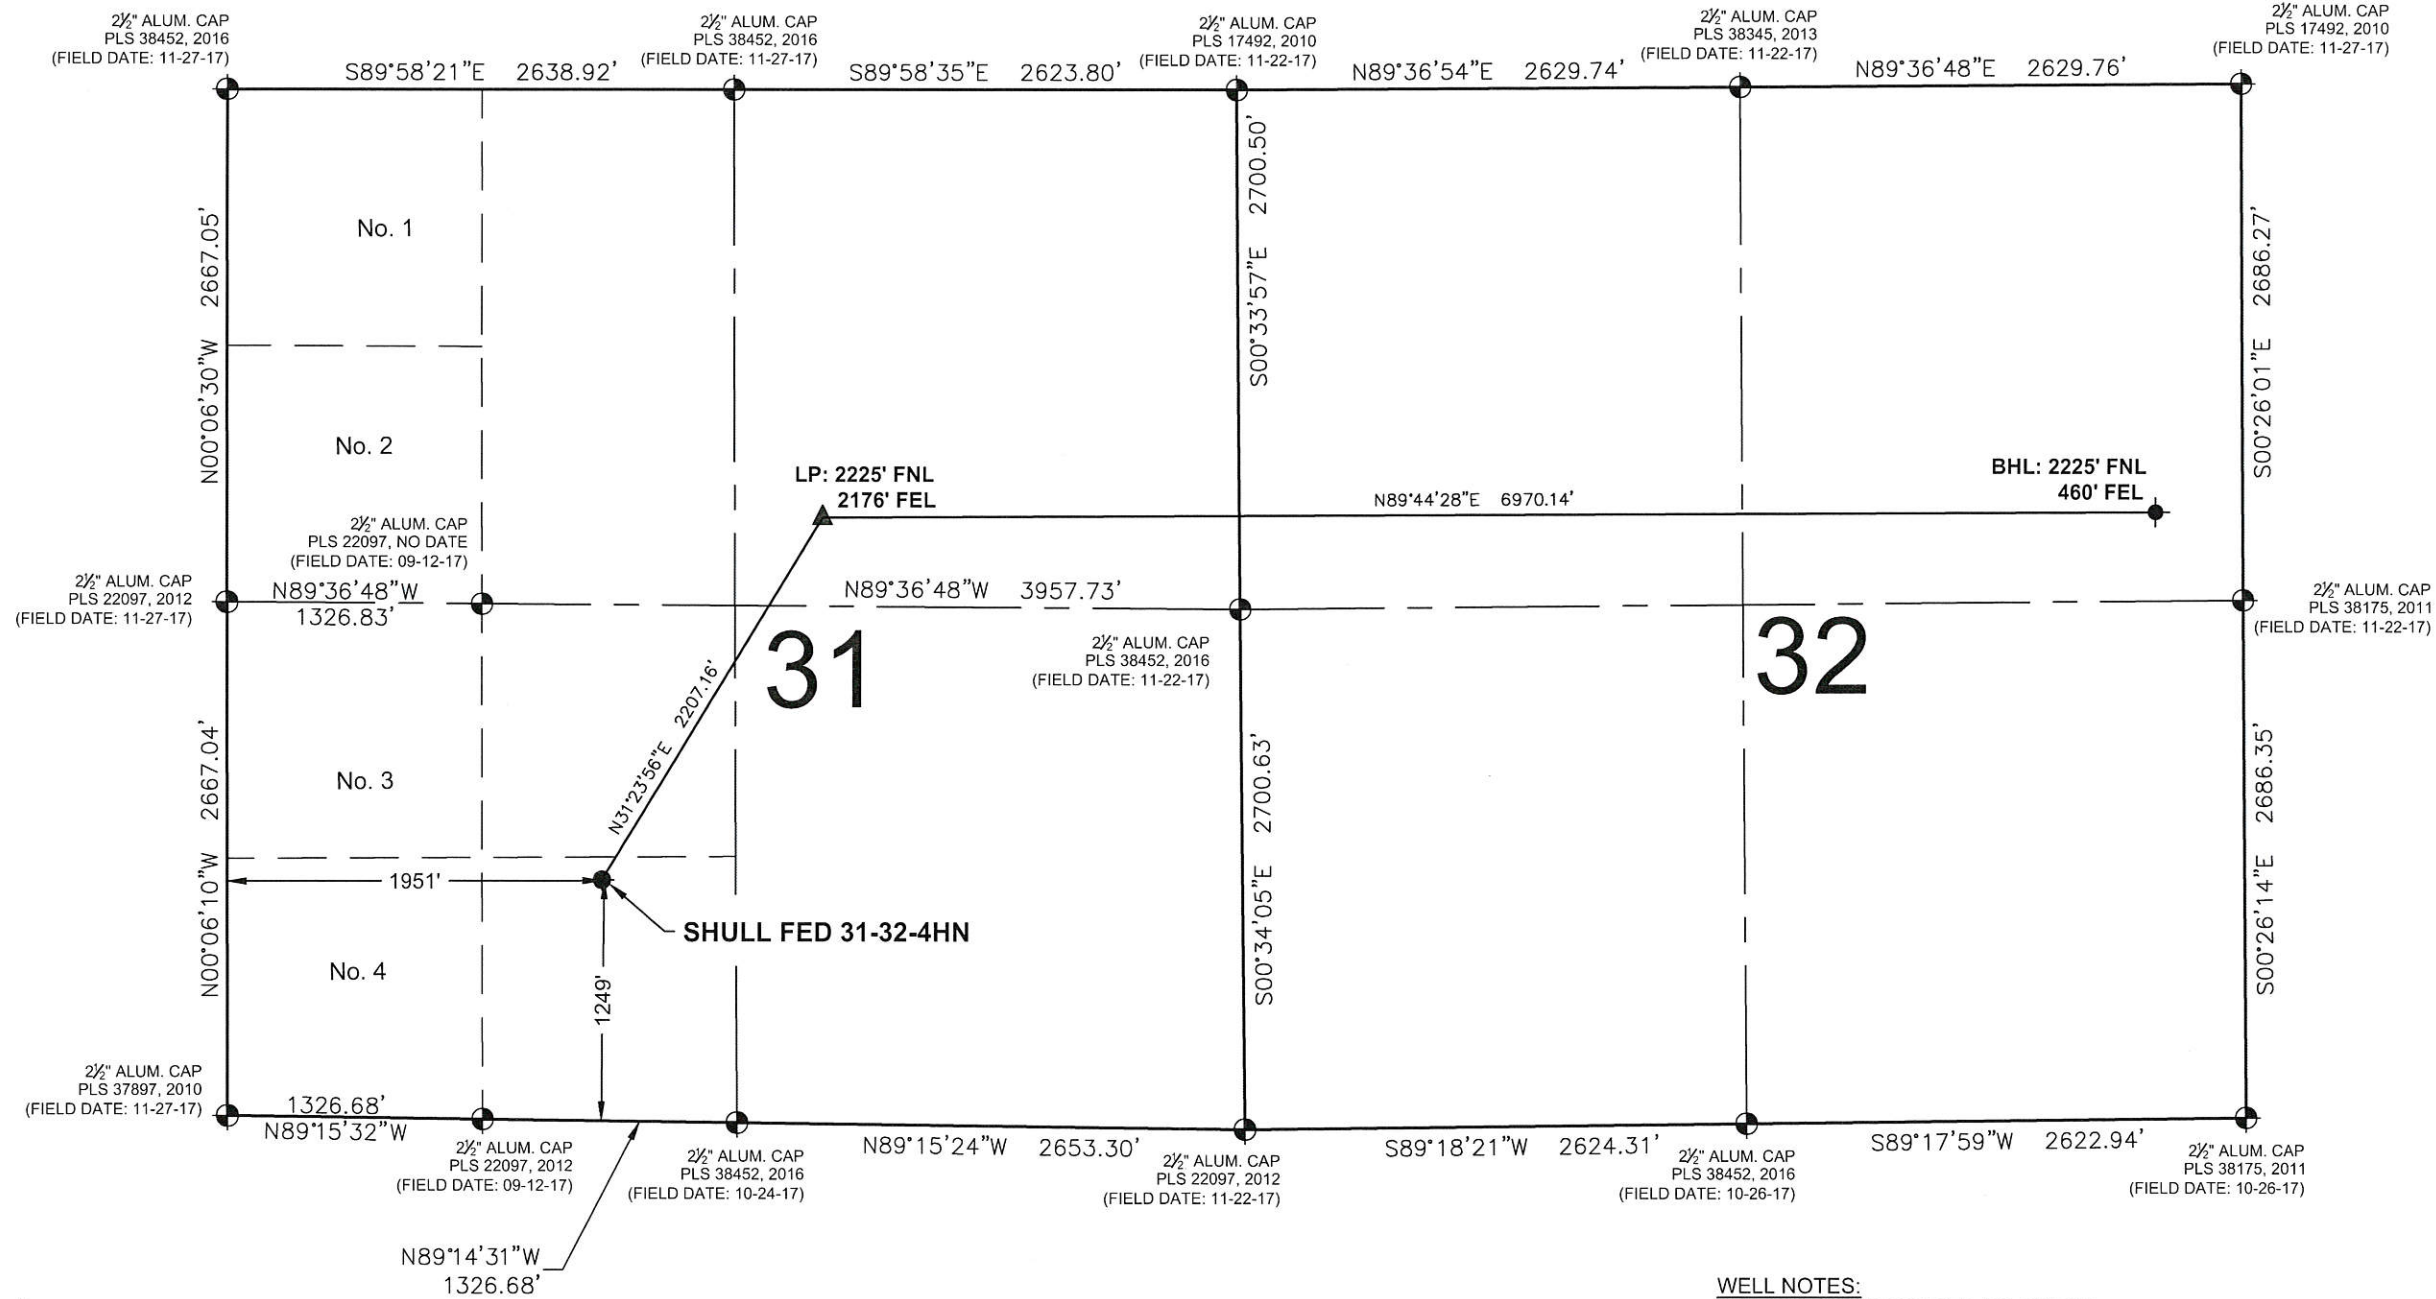 2½" ALUM. CAP
PLS 38452, 2016
(FIELD DATE: 11-27-17)
2½" ALUM. CAP
PLS 38452, 2016
(FIELD DATE: 11-27-17)
2½" ALUM. CAP
PLS 17492, 2010
(FIELD DATE: 11-22-17)
2½" ALUM. CAP
PLS 38345, 2013
(FIELD DATE: 11-22-17)
2½" ALUM. CAP
PLS 17492, 2010
(FIELD DATE: 11-27-17)
S89°58'21"E 2638.92'
S89°58'35"E 2623.80'
N89°36'54"E 2629.74'
N89°36'48"E 2629.76'
N00°06'30"W 2667.05'
No. 1
S00°33'57"E 2700.50'
S00°26'01"E 2686.27'
No. 2
LP: 2225' FNL
2176' FEL
N89°44'28"E 6970.14'
BHL: 2225' FNL
460' FEL
2½" ALUM. CAP
PLS 22097, NO DATE
(FIELD DATE: 09-12-17)
2½" ALUM. CAP
PLS 22097, 2012
(FIELD DATE: 11-27-17)
N89°36'48"W
1326.83'
N89°36'48"W 3957.73'
2½" ALUM. CAP
PLS 38452, 2016
(FIELD DATE: 11-22-17)
2½" ALUM. CAP
PLS 38175, 2011
(FIELD DATE: 11-22-17)
31
32
N31°23'56"E 2207.16'
N00°06'10"W 2667.04'
No. 3
S00°34'05"E 2700.63'
S00°26'14"E 2686.35'
1951'
SHULL FED 31-32-4HN
No. 4
1249'
2½" ALUM. CAP
PLS 37897, 2010
(FIELD DATE: 11-27-17)
1326.68'
N89°15'32"W
2½" ALUM. CAP
PLS 22097, 2012
(FIELD DATE: 09-12-17)
2½" ALUM. CAP
PLS 38452, 2016
(FIELD DATE: 10-24-17)
N89°15'24"W 2653.30'
2½" ALUM. CAP
PLS 22097, 2012
(FIELD DATE: 11-22-17)
S89°18'21"W 2624.31'
2½" ALUM. CAP
PLS 38452, 2016
(FIELD DATE: 10-26-17)
S89°17'59"W 2622.94'
2½" ALUM. CAP
PLS 38175, 2011
(FIELD DATE: 10-26-17)
N89°14'31"W
1326.68'
WELL NOTES: